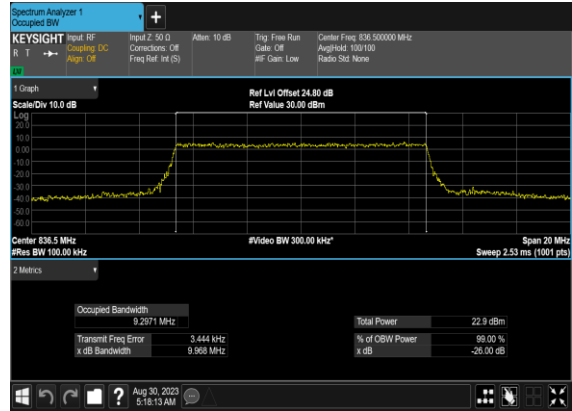 Spectrum Analyzer 1
Occupied BW
KEYSIGHT
R T
LW
Input: RF
Coupling: DC
Align: Off
Input Z: 50 Ω
Corrections: Off
Freq Ref: Int (S)
Atten: 10 dB
Trig: Free Run
Gate: Off
#IF Gain: Low
Center Freq: 836.500000 MHz
Avg|Hold: 100/100
Radio Std: None
1 Graph
Scale/Div 10.0 dB
Ref Lvl Offset 24.80 dB
Ref Value 30.00 dBm
Log
20.0
10.0
0.00
-10.0
-20.0
-30.0
-40.0
-50.0
-60.0
Center 836.5 MHz
#Video BW 300.00 kHz*
Span 20 MHz
#Res BW 100.00 kHz
Sweep 2.53 ms (1001 pts)
2 Metrics
Occupied Bandwidth
9.2971 MHz
Total Power 22.9 dBm
Transmit Freq Error 3.444 kHz
% of OBW Power 99.00 %
x dB Bandwidth 9.968 MHz
x dB -26.00 dB
Aug 30, 2023
5:18:13 AM